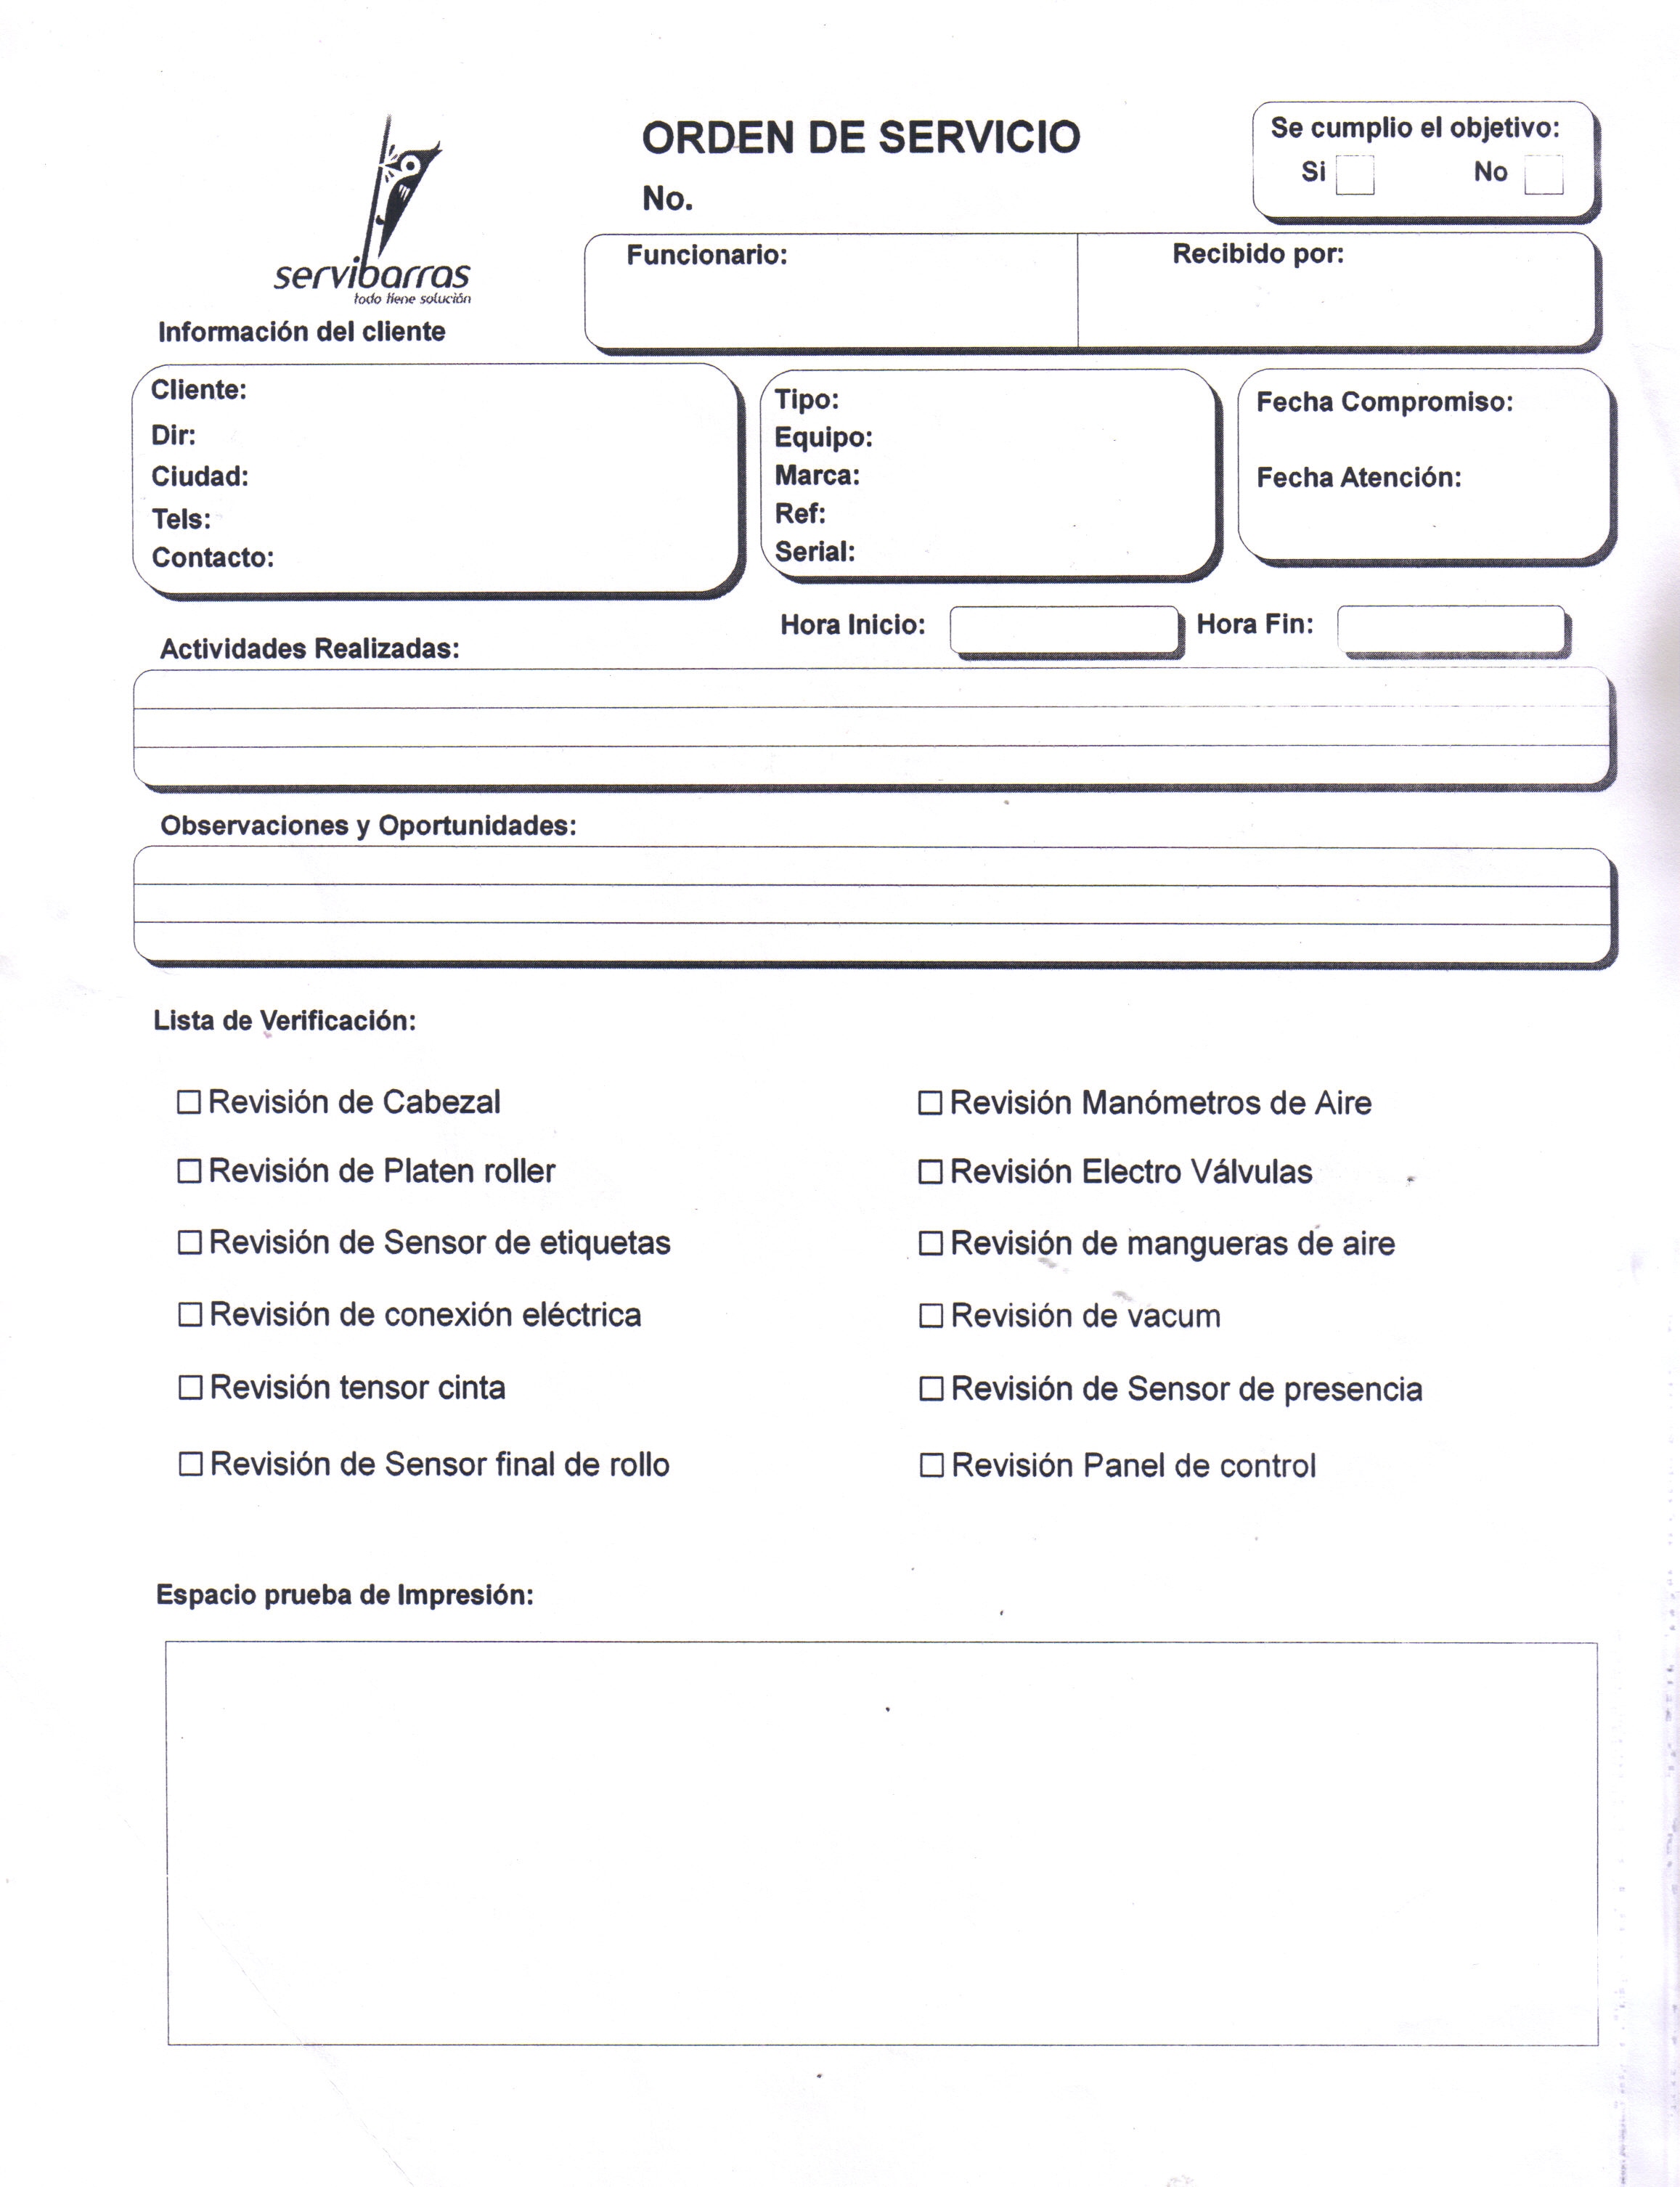 ORDEN DE SERVICIO
No.
Se cumplio el objetivo:
Si No
servibarras
todo tiene solución
Funcionario: Recibido por:
Información del cliente
Cliente:
Dir:
Ciudad:
Tels:
Contacto:
Tipo:
Equipo:
Marca:
Ref:
Serial:
Fecha Compromiso:
Fecha Atención:
Hora Inicio: Hora Fin:
Actividades Realizadas:
Observaciones y Oportunidades:
Lista de Verificación:
Revisión de Cabezal
Revisión de Platen roller
Revisión de Sensor de etiquetas
Revisión de conexión eléctrica
Revisión tensor cinta
Revisión de Sensor final de rollo
Revisión Manómetros de Aire
Revisión Electro Válvulas
Revisión de mangueras de aire
Revisión de vacum
Revisión de Sensor de presencia
Revisión Panel de control
Espacio prueba de Impresión: